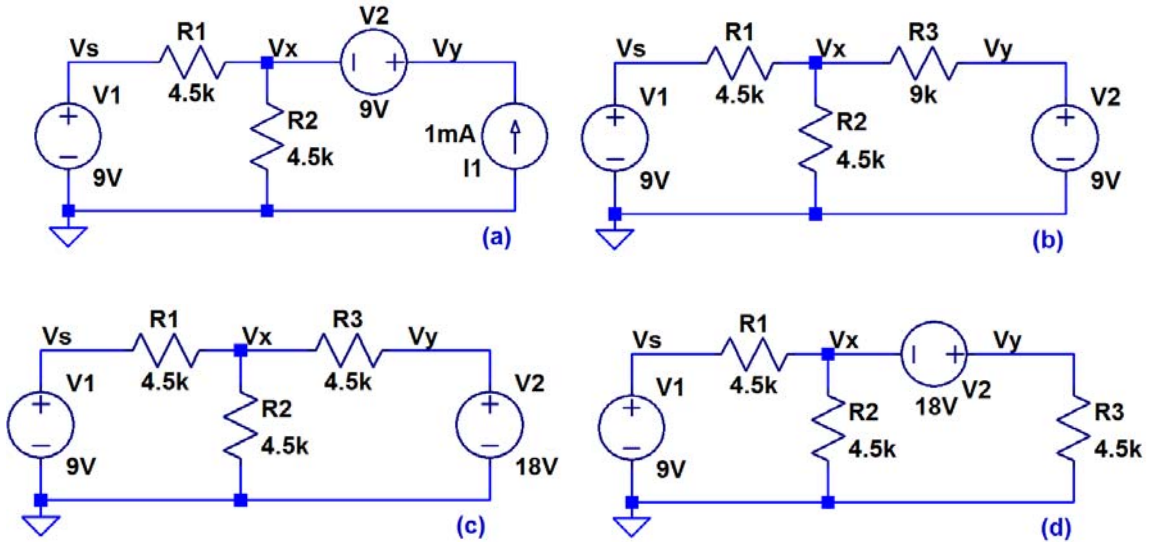 V2
R1
Vs
Vx
Vy
4.5k
V1
9V
R2
1mA
4.5k
I1
9V
(a)
R1
R3
Vs
Vx
Vy
4.5k
9k
V1
V2
R2
4.5k
9V
9V
(b)
R1
R3
Vs
Vx
Vy
4.5k
4.5k
V1
V2
R2
4.5k
9V
18V
(c)
R1
Vs
Vx
Vy
4.5k
V1
V2
18V
R2
R3
4.5k
4.5k
9V
(d)